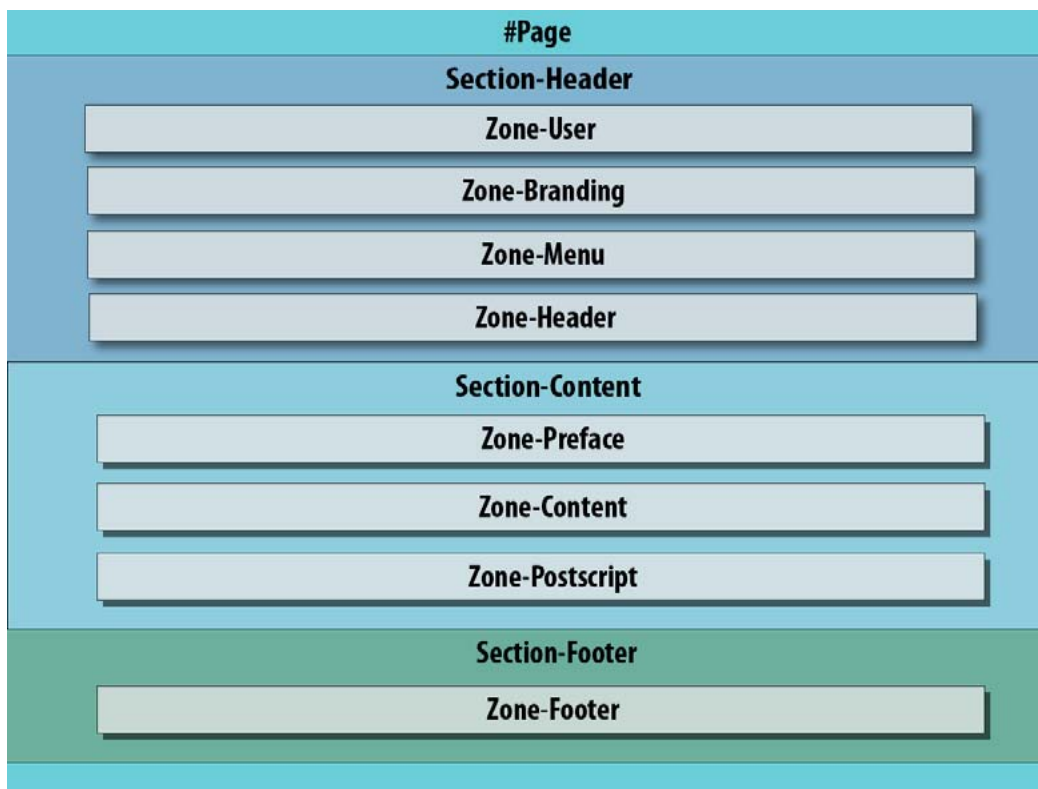 #Page
Section-Header
Zone-User
Zone-Branding
Zone-Menu
Zone-Header
Section-Content
Zone-Preface
Zone-Content
Zone-Postscript
Section-Footer
Zone-Footer